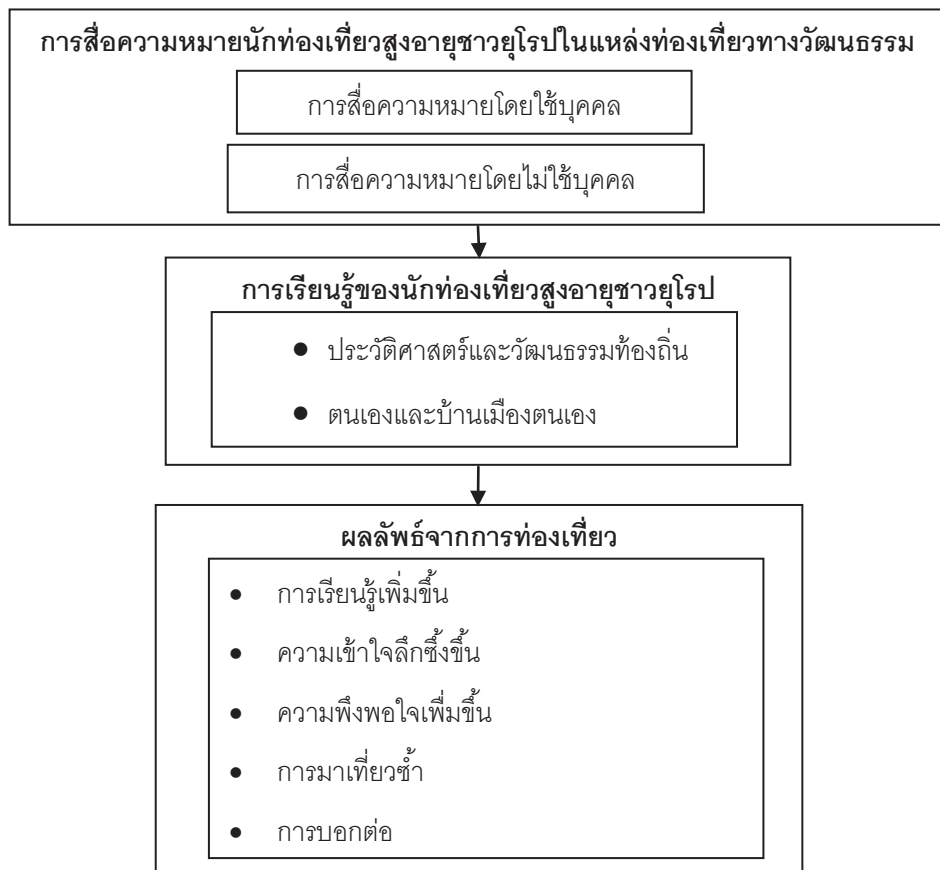 การสื่อความหมายนักท่องเที่ยวสูงอายุชาวยุโรปในแหล่งท่องเที่ยวทางวัฒนธรรม
การสื่อความหมายโดยใช้บุคคล
การสื่อความหมายโดยไม่ใช้บุคคล
การเรียนรู้ของนักท่องเที่ยวสูงอายุชาวยุโรป
● ประวัติศาสตร์และวัฒนธรรมท้องถิ่น
● ตนเองและบ้านเมืองตนเอง
ผลลัพธ์จากการท่องเที่ยว
● การเรียนรู้เพิ่มขึ้น
● ความเข้าใจลึกซึ้งขึ้น
● ความพึงพอใจเพิ่มขึ้น
● การมาเที่ยวซ้ำ
● การบอกต่อ